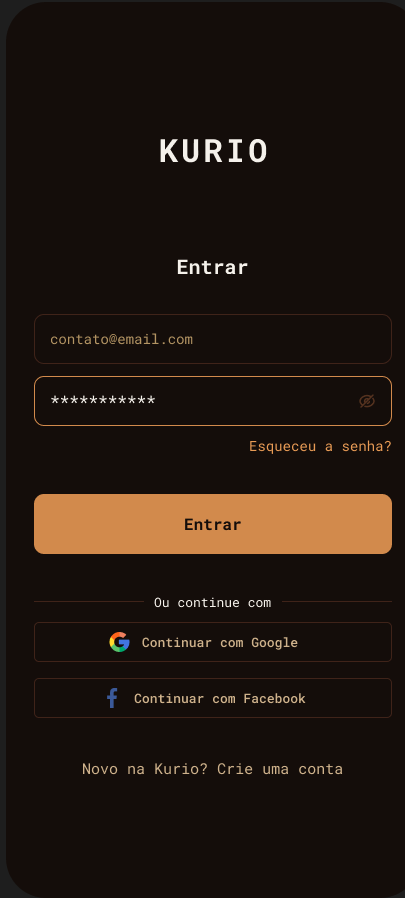 KURIO
Entrar
contato@email.com
***********
Esqueceu a senha?
Entrar
Ou continue com
Continuar com Google
Continuar com Facebook
Novo na Kurio? Crie uma conta